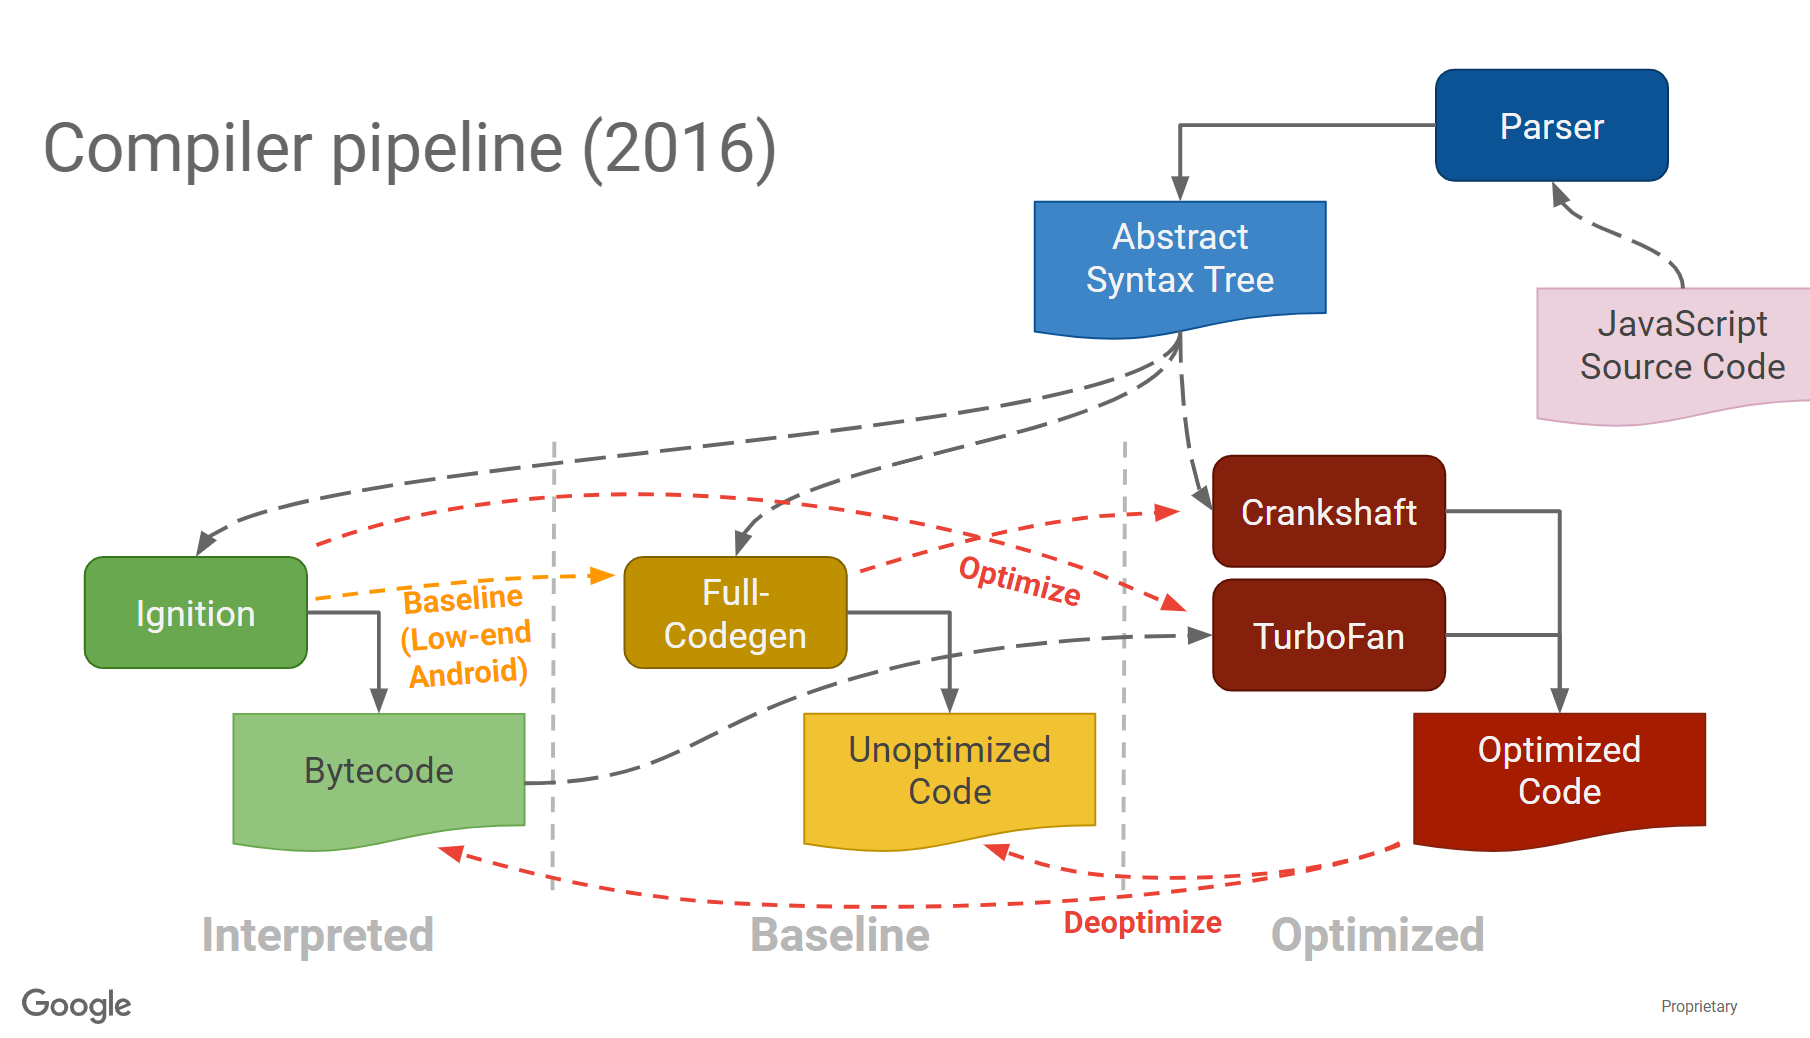 Compiler pipeline (2016)
Parser
Abstract
Syntax Tree
JavaScript
Source Code
Crankshaft
Optimize
Ignition
Baseline
(Low-end
Android)
Full-
Codegen
TurboFan
Bytecode
Unoptimized
Code
Optimized
Code
Interpreted
Baseline
Deoptimize
Optimized
Google
Proprietary